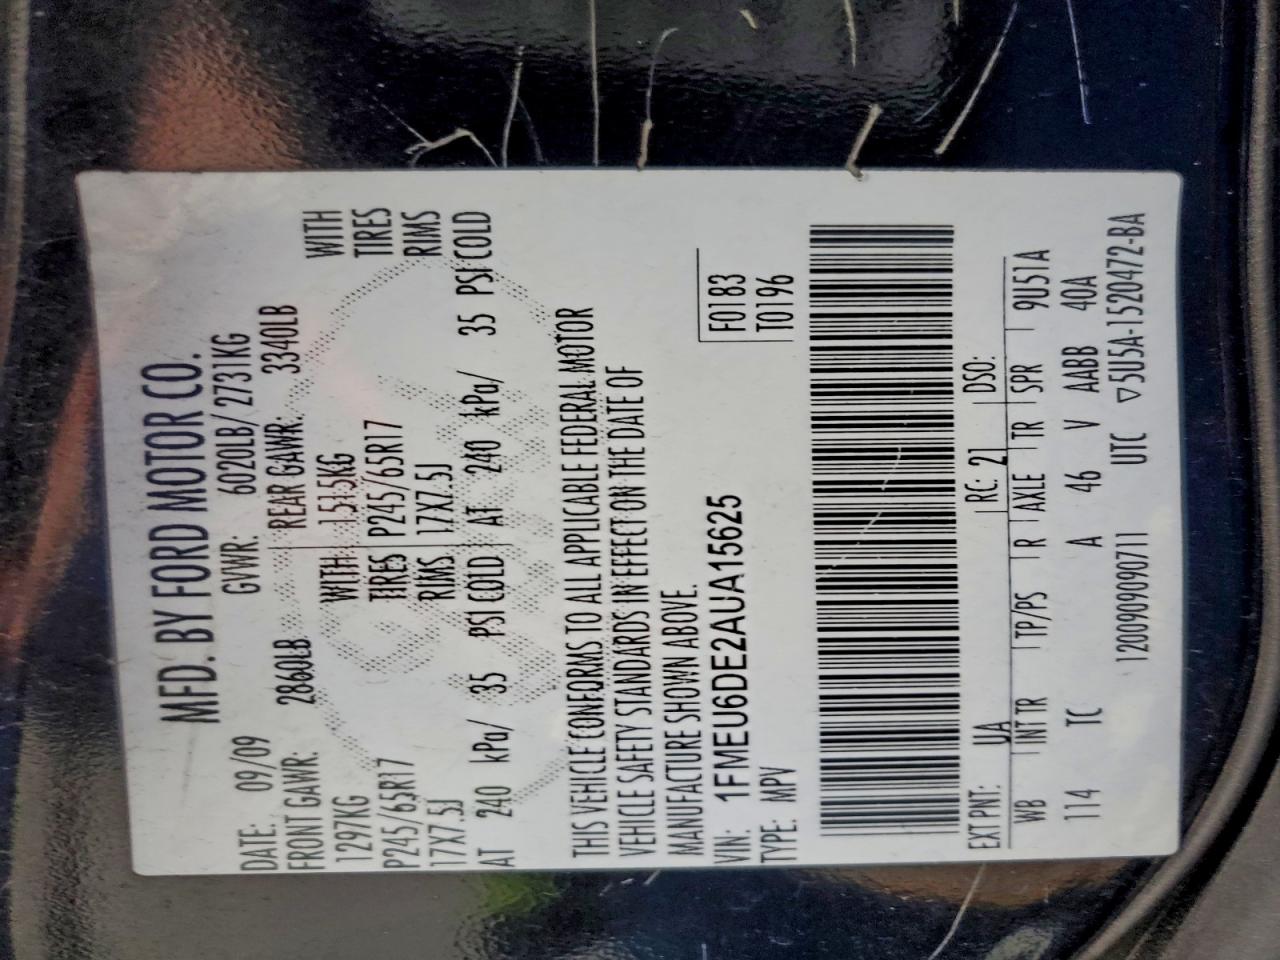 MFD. BY FORD MOTOR CO.
DATE: 09/09 GVWR: 6020LB/ 2731KG
FRONT GAWR: 2860LB REAR GAWR: 3340LB
1297KG WITH 1515KG WITH
P245/65R17 TIRES P245/65R17 TIRES
17X7.5J RIMS 17X7.5J RIMS
AT 240 kPa/ 35 PSI COLD AT 240 kPa/ 35 PSI COLD
THIS VEHICLE CONFORMS TO ALL APPLICABLE FEDERAL MOTOR
VEHICLE SAFETY STANDARDS IN EFFECT ON THE DATE OF
MANUFACTURE SHOWN ABOVE.
VIN: 1FMEU6DE2AUA15625 F0183
TYPE: MPV T0196
EXT PNT: UA RC: 21 DSO:
WB INT TR TP/PS R AXLE TR SPR 9U51A
114 TC A 46 V AABB 40A
1200909090711 UTC ▽5U5A-1520472-BA